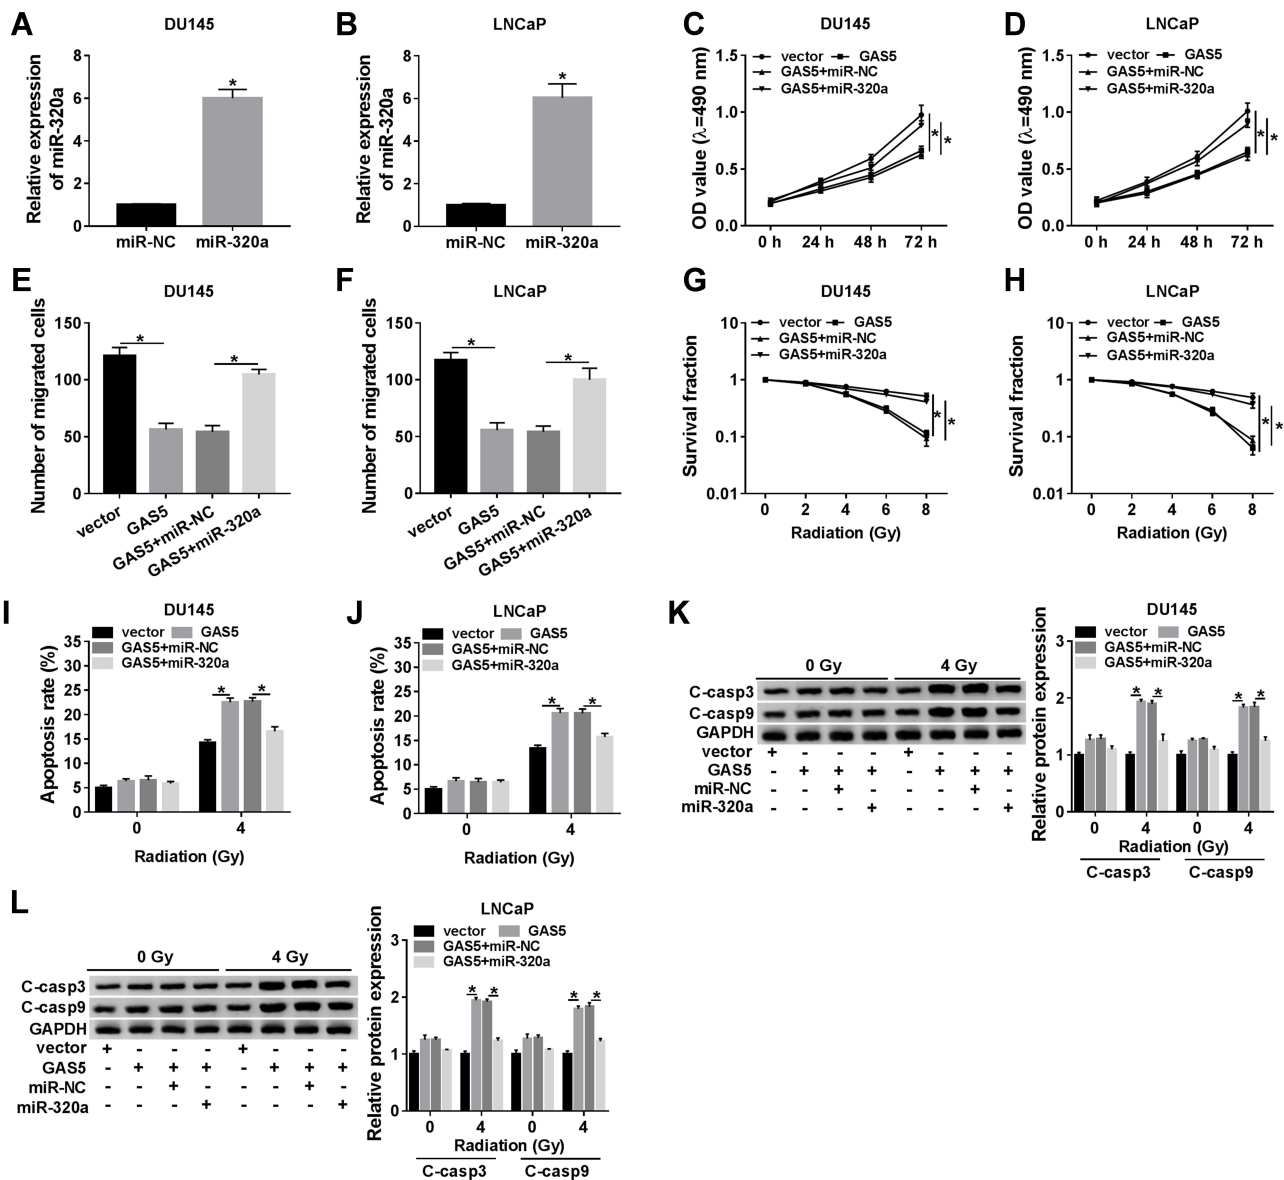 A
DU145
Relative expression
of miR-320a
8
6
4
2
0
*
miR-NC
miR-320a
B
LNCaP
Relative expression
of miR-320a
8
6
4
2
0
*
miR-NC
miR-320a
C
DU145
OD value (λ=490 nm)
1.5
1.0
0.5
0.0
vector
GAS5
GAS5+miR-NC
GAS5+miR-320a
*
*
0 h
24 h
48 h
72 h
D
LNCaP
OD value (λ=490 nm)
1.5
1.0
0.5
0.0
vector
GAS5
GAS5+miR-NC
GAS5+miR-320a
*
*
0 h
24 h
48 h
72 h
E
DU145
Number of migrated cells
150
100
50
0
*
*
vector
GAS5
GAS5+miR-NC
GAS5+miR-320a
F
LNCaP
Number of migrated cells
150
100
50
0
*
*
vector
GAS5
GAS5+miR-NC
GAS5+miR-320a
G
DU145
Survival fraction
10
1
0.1
0.01
vector
GAS5
GAS5+miR-NC
GAS5+miR-320a
*
*
0
2
4
6
8
Radiation (Gy)
H
LNCaP
Survival fraction
10
1
0.1
0.01
vector
GAS5
GAS5+miR-NC
GAS5+miR-320a
*
*
0
2
4
6
8
Radiation (Gy)
I
DU145
Apoptosis rate (%)
35
30
25
20
15
10
5
0
vector
GAS5
GAS5+miR-NC
GAS5+miR-320a
*
*
0
4
Radiation (Gy)
J
LNCaP
Apoptosis rate (%)
35
30
25
20
15
10
5
0
vector
GAS5
GAS5+miR-NC
GAS5+miR-320a
*
*
0
4
Radiation (Gy)
K
0 Gy
4 Gy
C-casp3
C-casp9
GAPDH
vector + - - - + - - -
GAS5 - + + + - + + +
miR-NC - - + - - - + -
miR-320a - - - + - - - +
DU145
Relative protein expression
3
2
1
0
vector
GAS5
GAS5+miR-NC
GAS5+miR-320a
*
*
*
*
0
4
0
4
Radiation (Gy)
C-casp3
C-casp9
L
0 Gy
4 Gy
C-casp3
C-casp9
GAPDH
vector + - - - + - - -
GAS5 - + + + - + + +
miR-NC - - + - - - + -
miR-320a - - - + - - - +
LNCaP
Relative protein expression
3
2
1
0
vector
GAS5
GAS5+miR-NC
GAS5+miR-320a
*
*
*
*
0
4
0
4
Radiation (Gy)
C-casp3
C-casp9